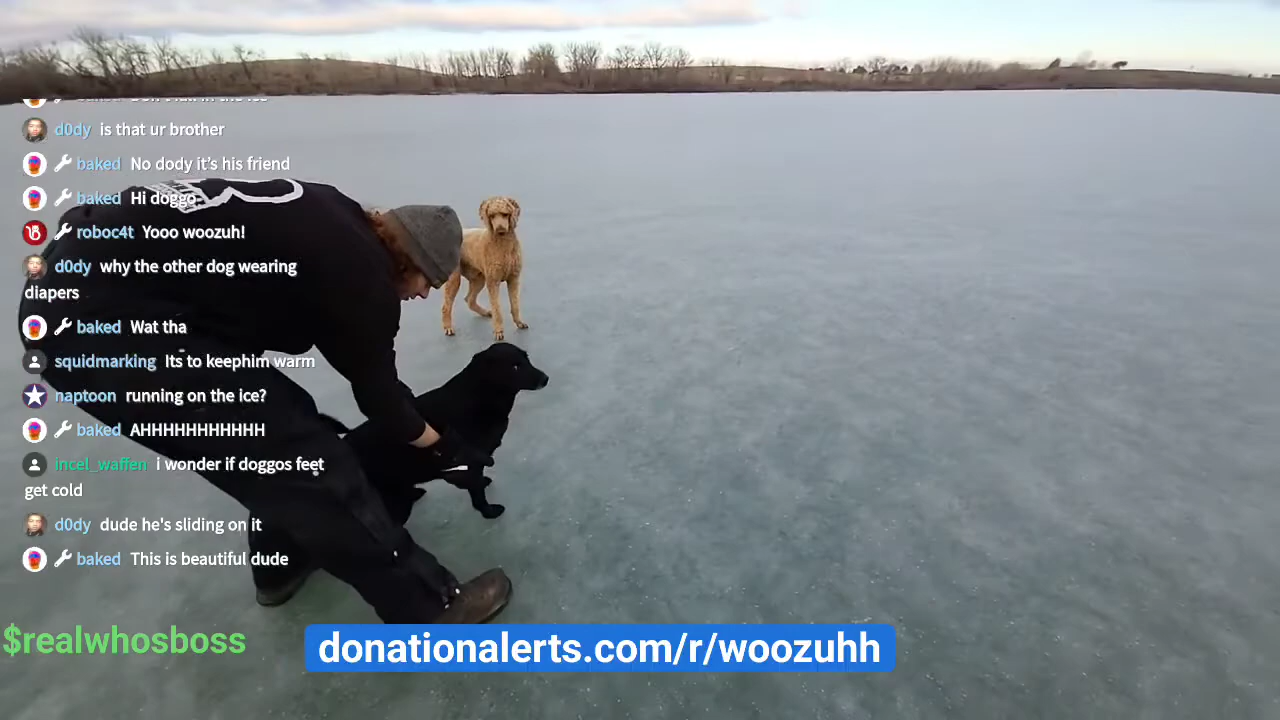 d0dy is that ur brother
baked No dody it's his friend
baked Hi doggo
roboc4t Yooo woozuh!
d0dy why the other dog wearing
diapers
baked Wat tha
squidmarking Its to keephim warm
naptoon running on the ice?
baked AHHHHHHHHHHH
incel_waffen i wonder if doggos feet
get cold
d0dy dude he's sliding on it
baked This is beautiful dude
$realwhosboss
donationalerts.com/r/woozuhh